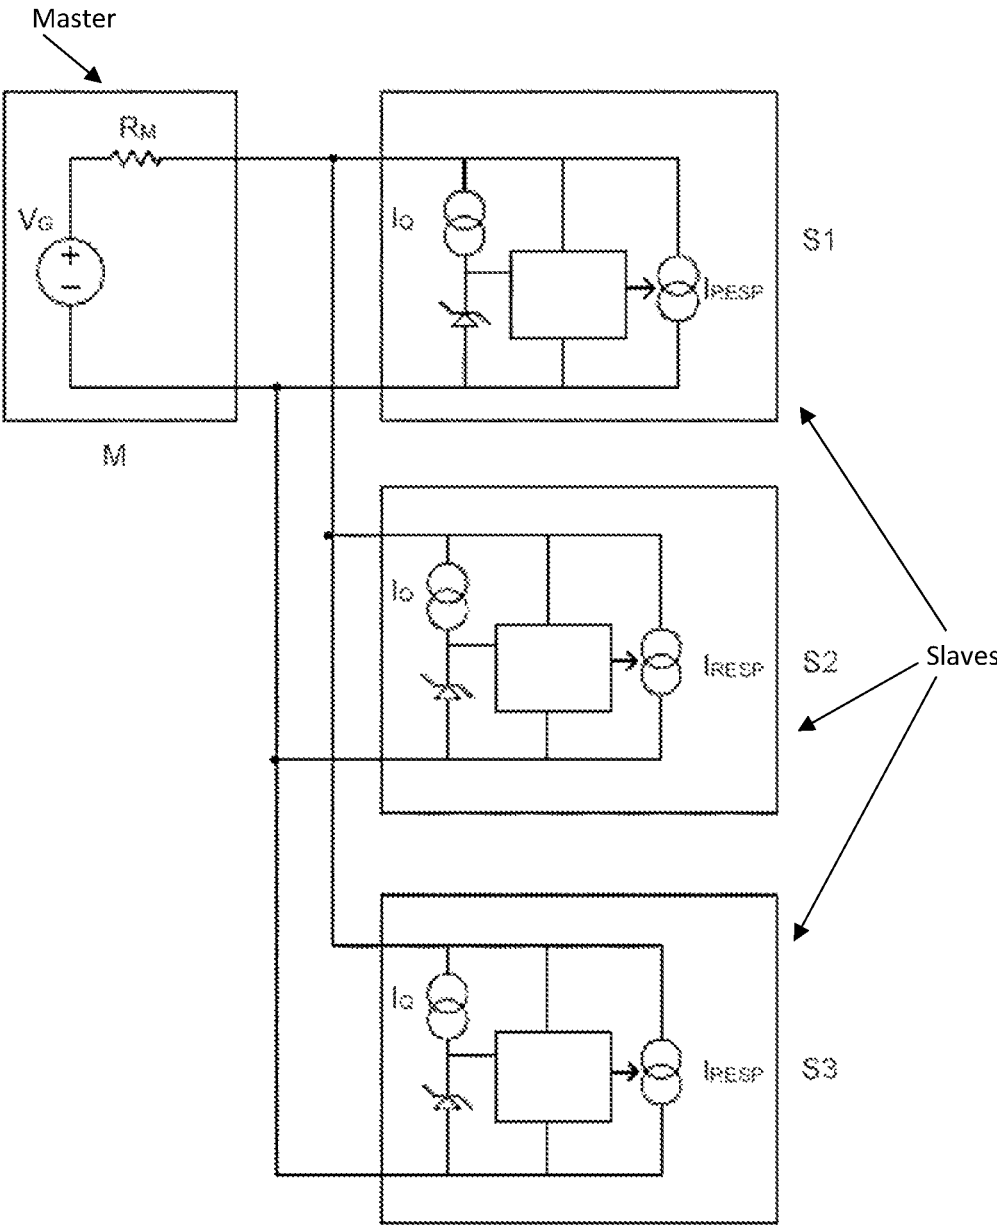 Master
RM
VG
IQ
S1
IRESP
M
IQ
IRESP
S2
Slaves
IQ
IRESP
S3